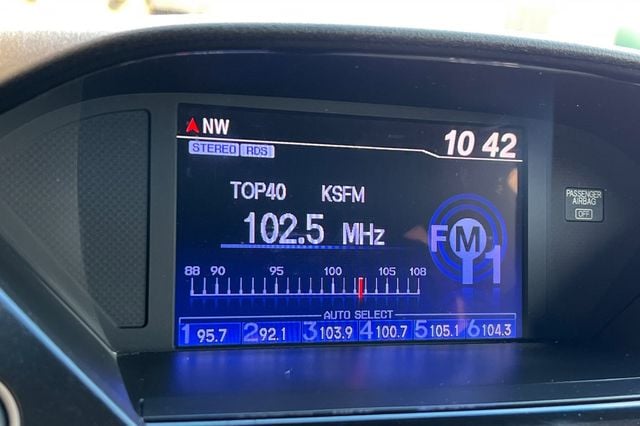 NW
10 42
STEREO RDS
TOP40 KSFM
102.5 MHz
FM1
88 90 95 100 105 108
AUTO SELECT
1 95.7 2 92.1 3 103.9 4 100.7 5 105.1 6 104.3
PASSENGER
AIRBAG
OFF